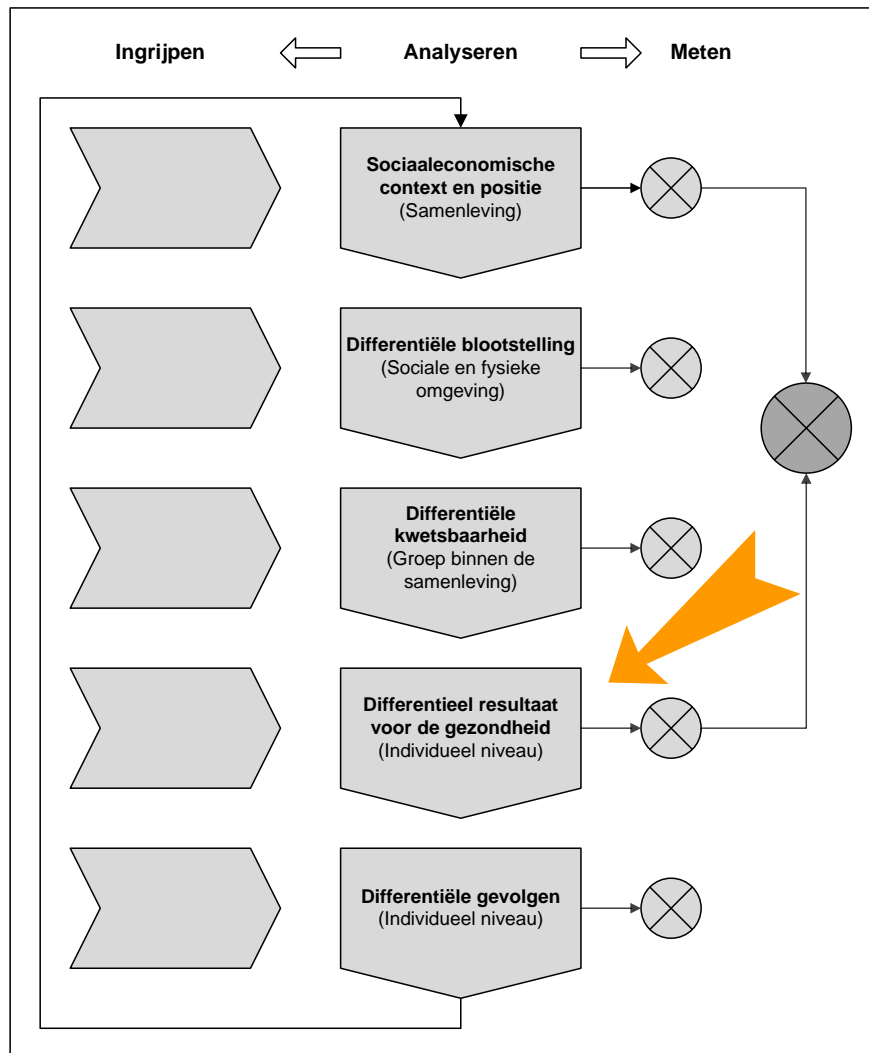 Ingrijpen
Analyseren
Meten
Sociaaleconomische
context en positie
(Samenleving)
Differentiële blootstelling
(Sociale en fysieke
omgeving)
Differentiële
kwetsbaarheid
(Groep binnen de
samenleving)
Differentieel resultaat
voor de gezondheid
(Individueel niveau)
Differentiële gevolgen
(Individueel niveau)